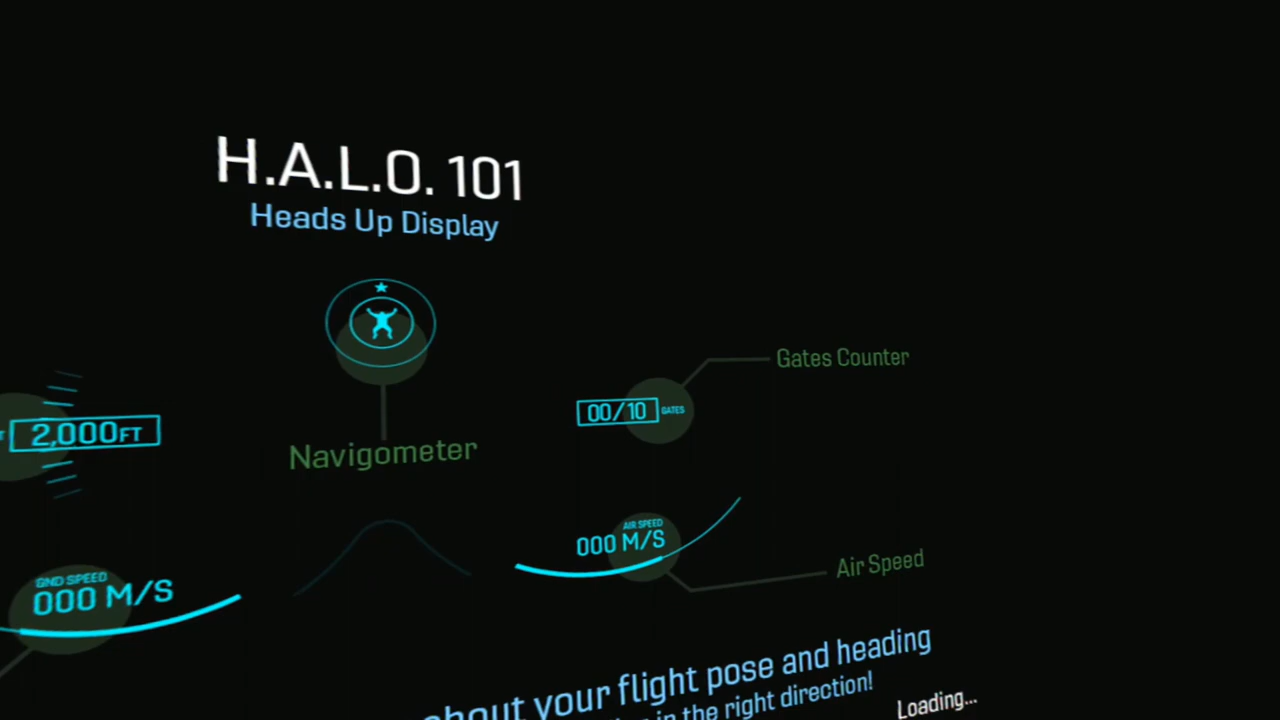 H.A.L.O. 101
Heads Up Display
Gates Counter
00/10 GATES
2,000FT
Navigometer
AIR SPEED
000 M/S
Air Speed
GND SPEED
000 M/S
about your flight pose and heading
in the right direction!
Loading...